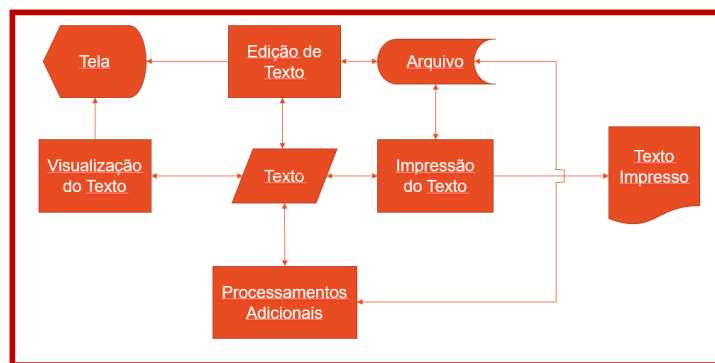 Tela
Edição de
Texto
Arquivo
Visualização
do Texto
Texto
Impressão
do Texto
Texto
Impresso
Processamentos
Adicionais